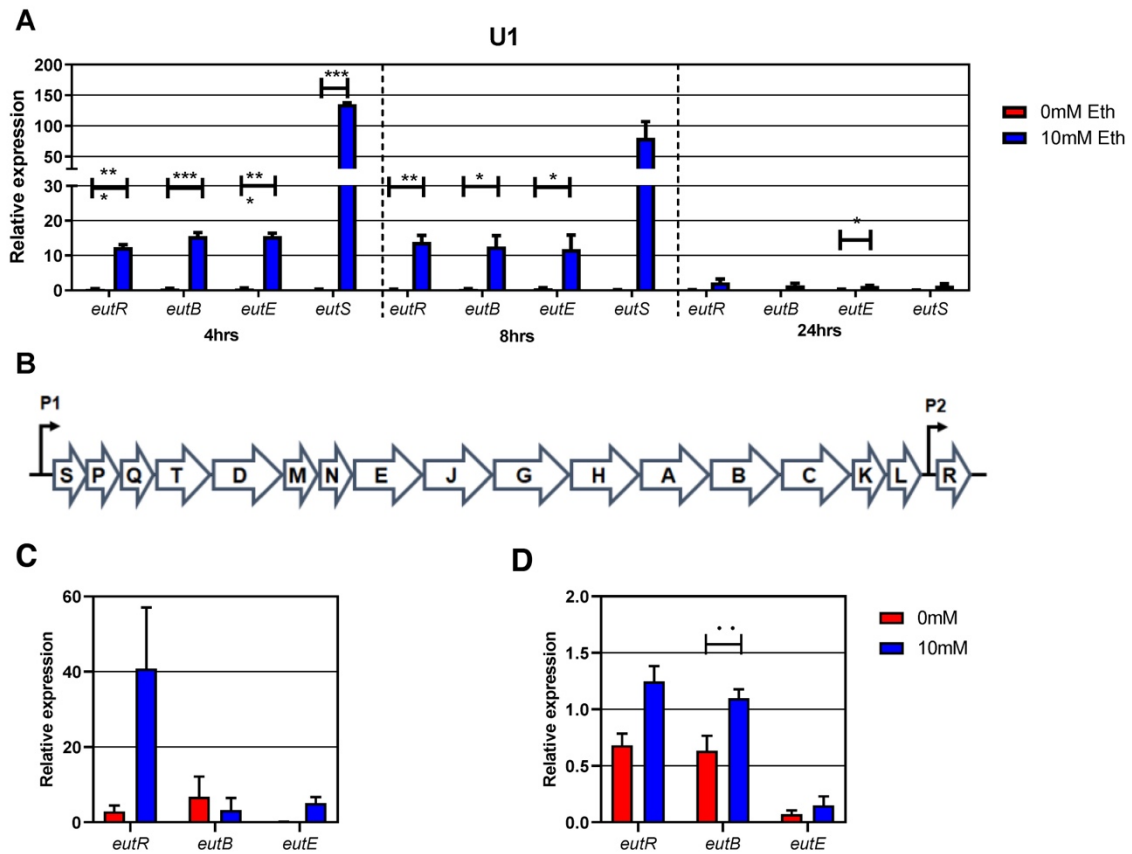 A
U1
Relative expression
200
150
100
50
30
20
10
0
** *
***
** *
***
**
*
*
*
eutR eutB eutE eutS eutR eutB eutE eutS eutR eutB eutE eutS
4hrs 8hrs 24hrs
0mM Eth
10mM Eth
B
P1 P2
S P Q T D M N E J G H A B C K L R
C
Relative expression
60
40
20
0
eutR eutB eutE
D
Relative expression
2.0
1.5
1.0
0.5
0.0
..
eutR eutB eutE
0mM
10mM